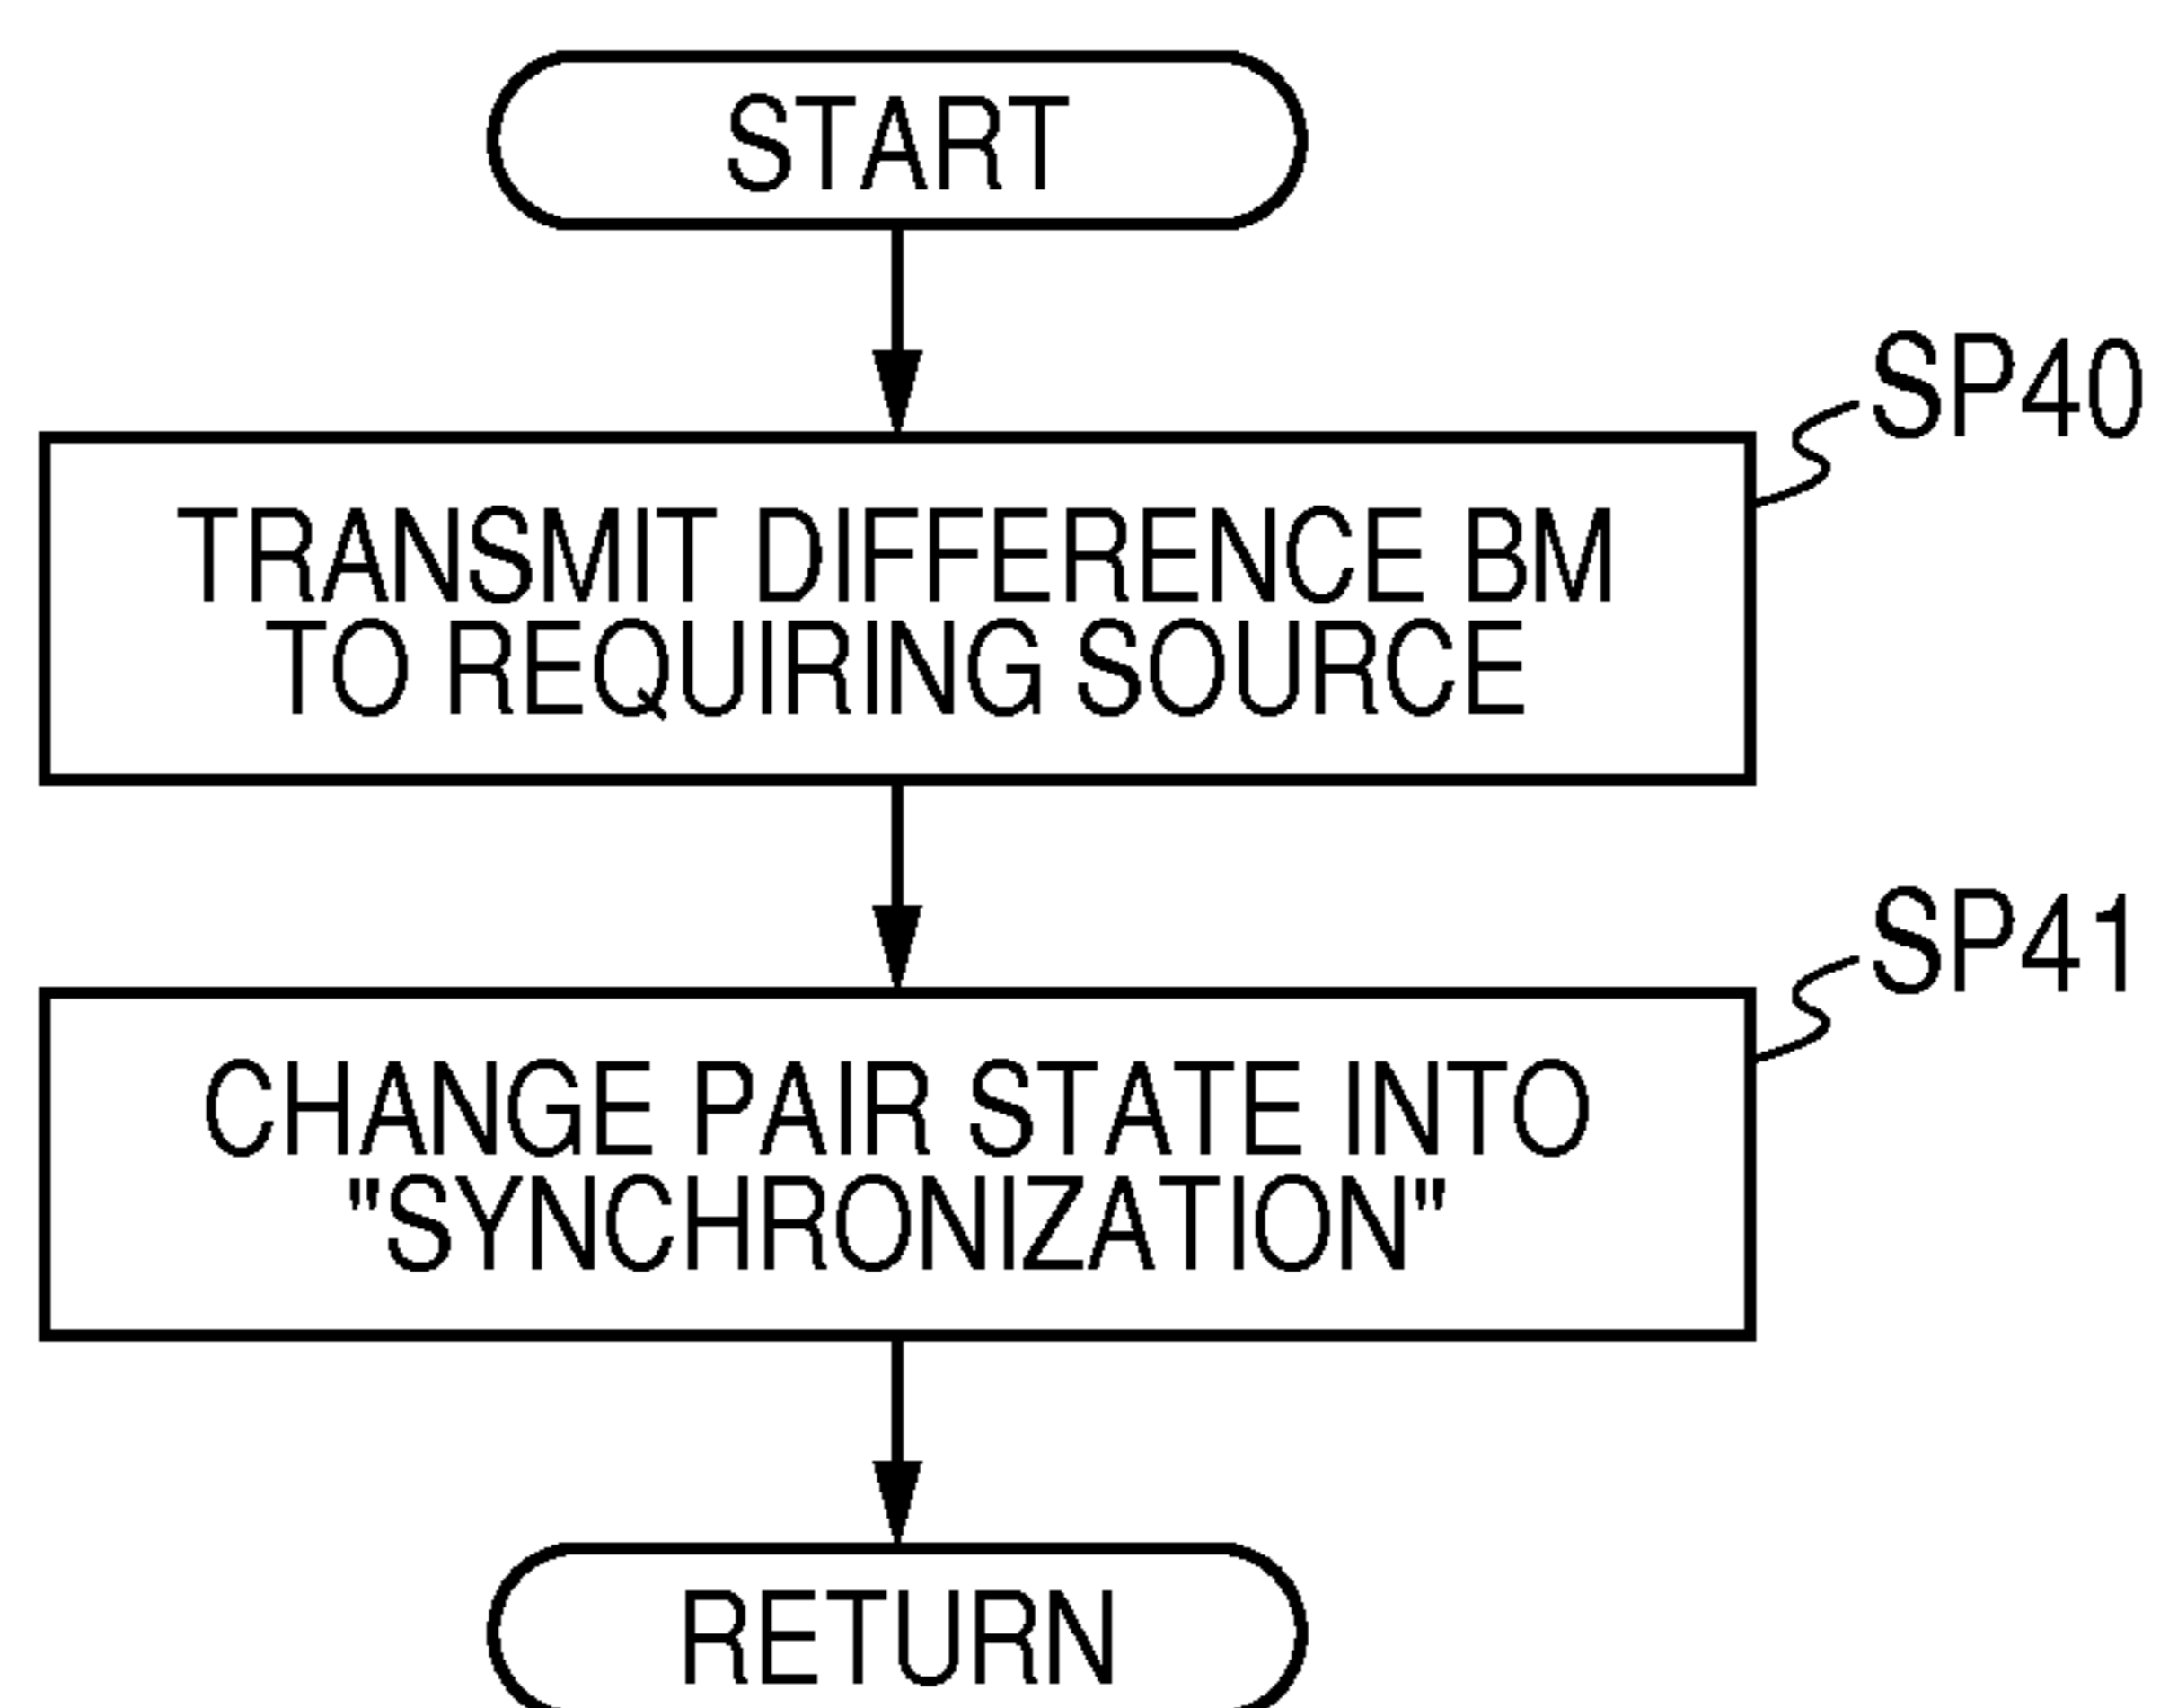 START
SP40
TRANSMIT DIFFERENCE BM
TO REQUIRING SOURCE
SP41
CHANGE PAIR STATE INTO
"SYNCHRONIZATION"
RETURN